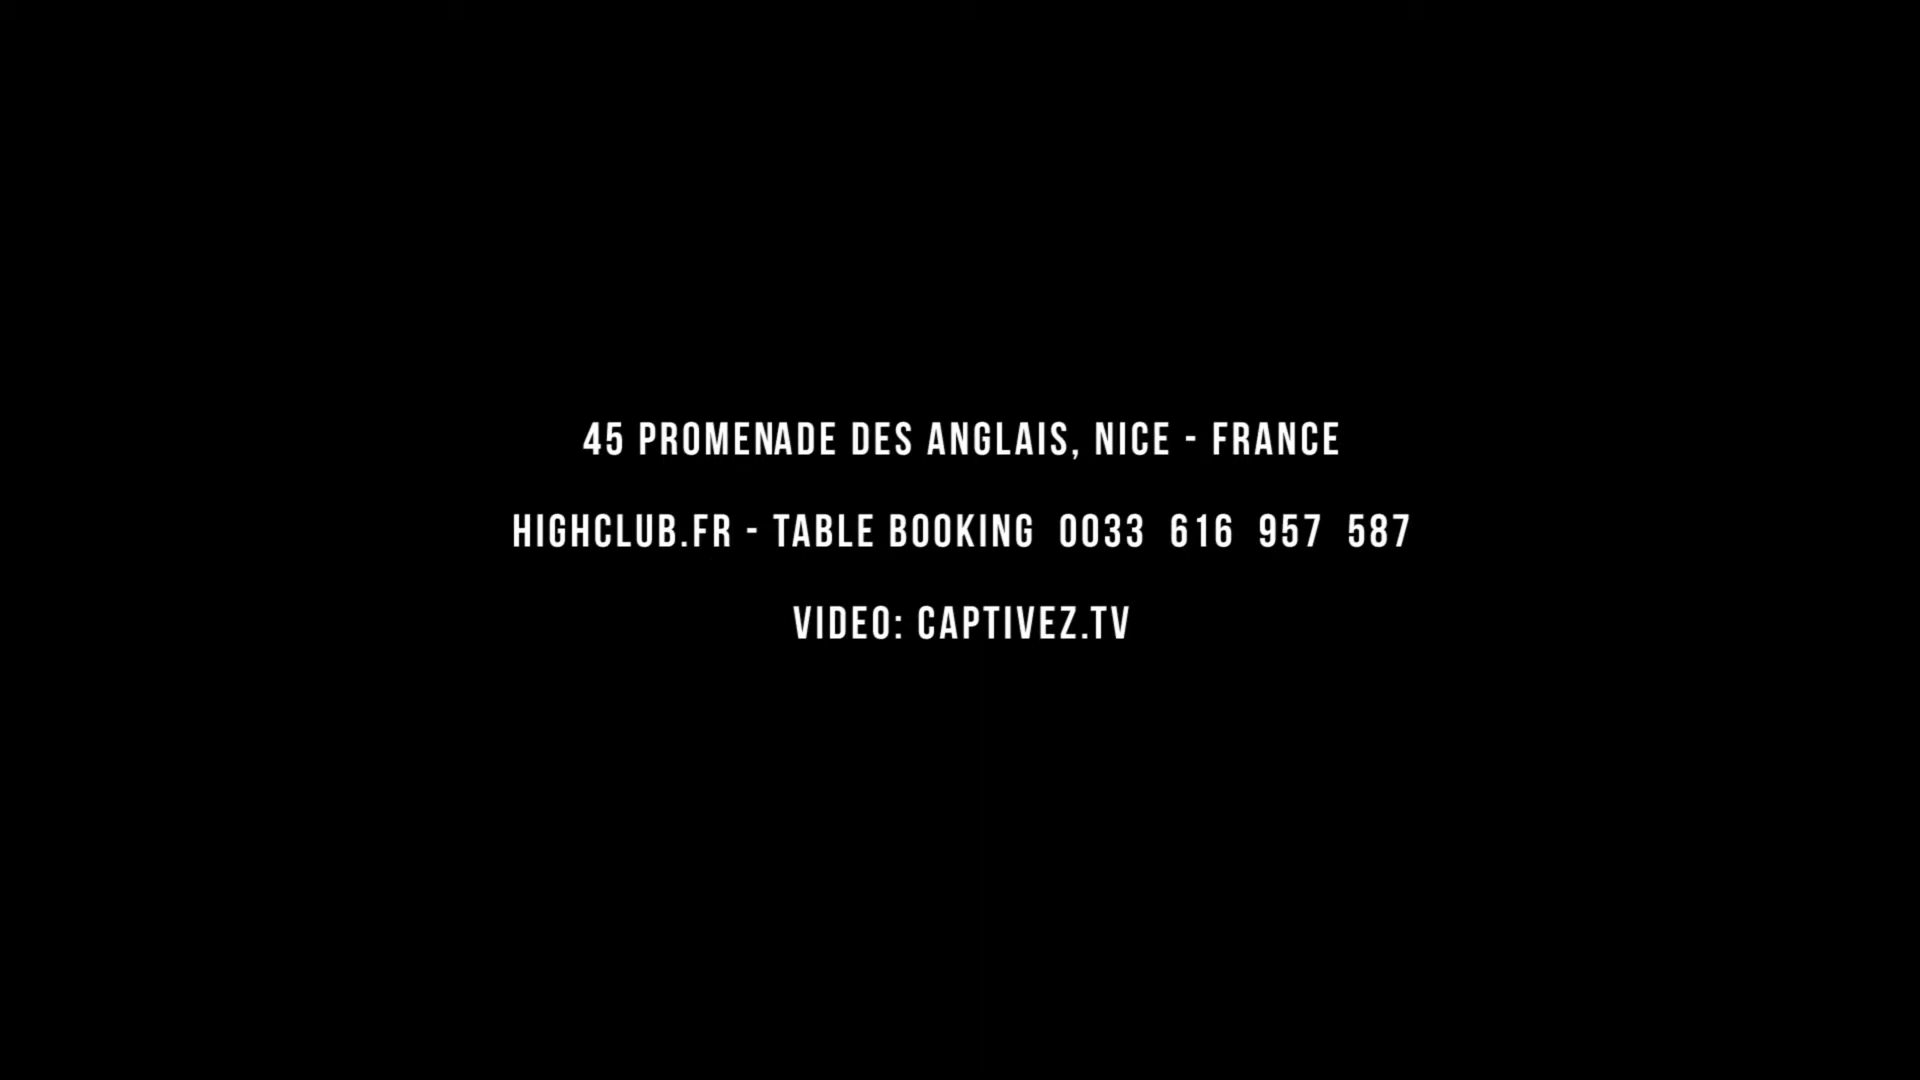 45 PROMENADE DES ANGLAIS, NICE - FRANCE
HIGHCLUB.FR - TABLE BOOKING 0033 616 957 587
VIDEO: CAPTIVEZ.TV